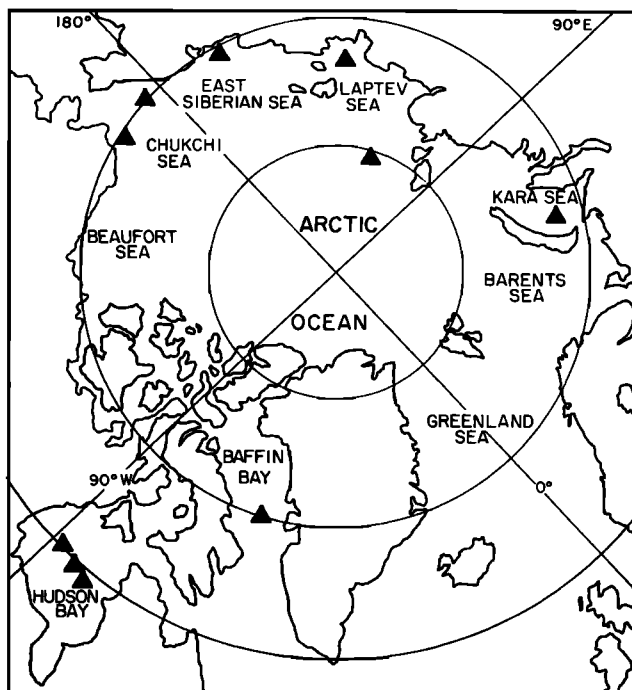 180°
90°E
EAST
SIBERIAN SEA
LAPTEV
SEA
CHUKCHI
SEA
KARA SEA
ARCTIC
BEAUFORT
SEA
BARENTS
SEA
OCEAN
GREENLAND
SEA
BAFFIN
BAY
90°W
0°
HUDSON
BAY